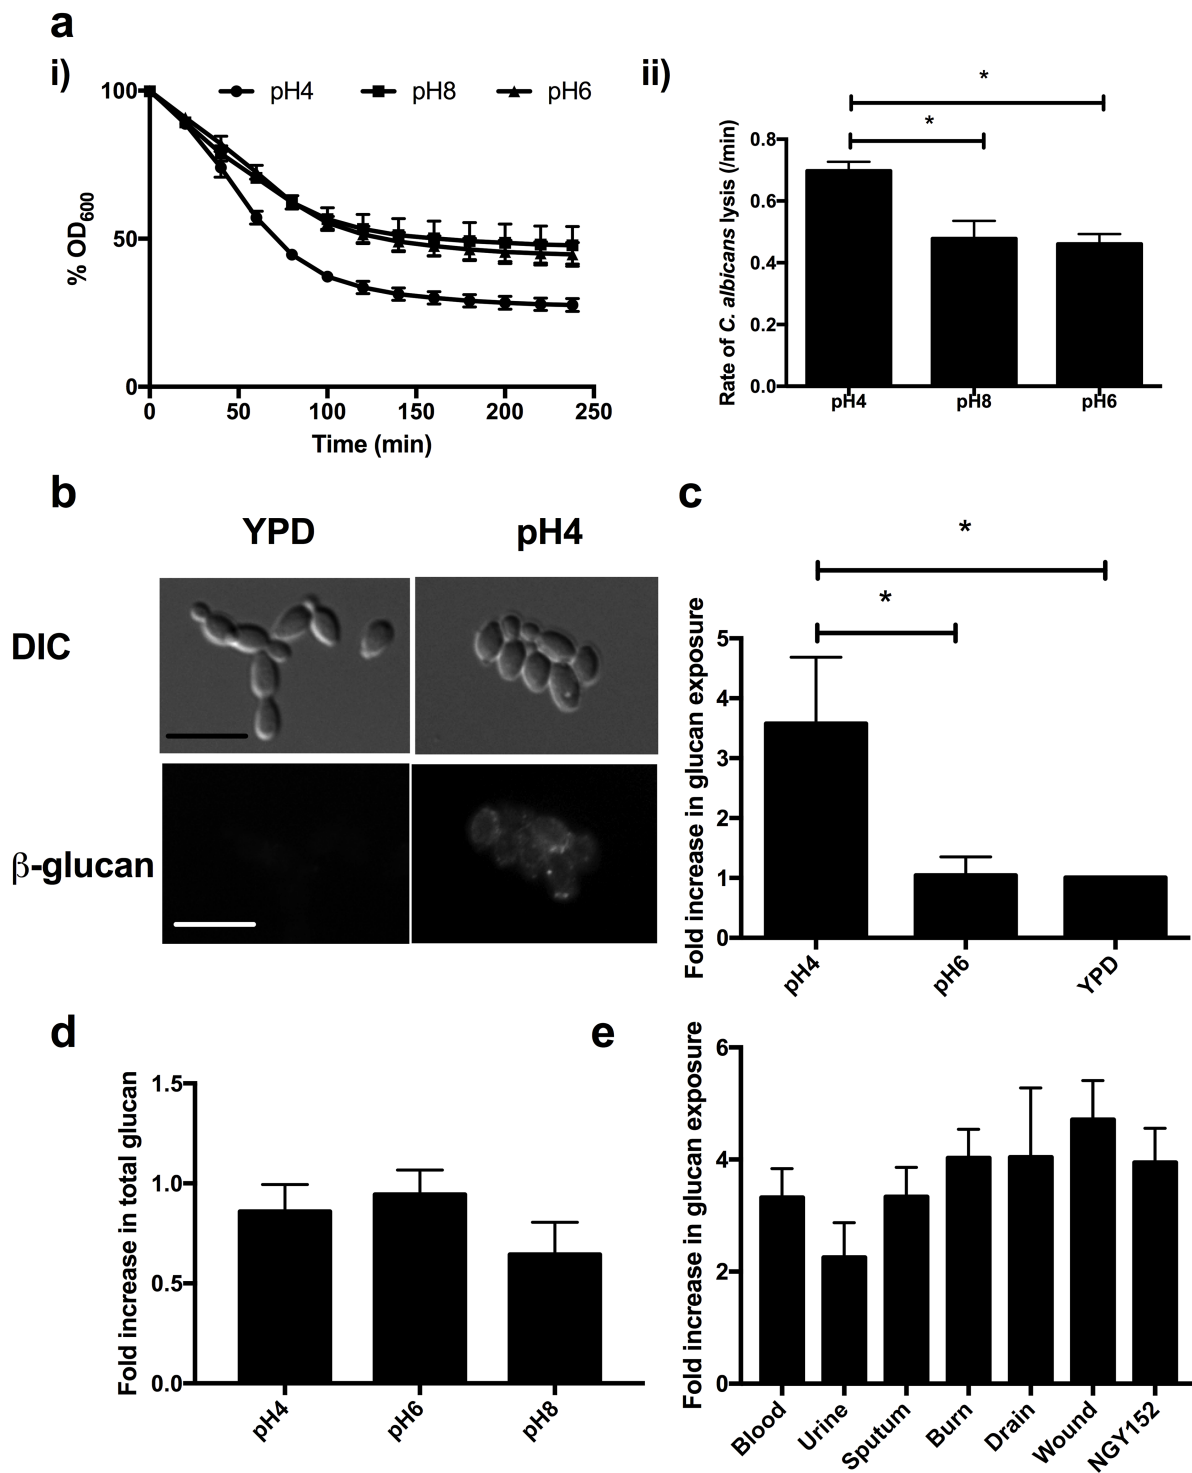 a
i)
100
50
0
% OD600
0 50 100 150 200 250
Time (min)
pH4 pH8 pH6
ii)
*
*
Rate of C. albicans lysis (/min)
0.8
0.6
0.4
0.2
0.0
pH4 pH8 pH6
b
YPD pH4
DIC
β-glucan
c
*
*
Fold increase in glucan exposure
5
4
3
2
1
0
pH4 pH6 YPD
d
Fold increase in total glucan
1.5
1.0
0.5
0.0
pH4 pH6 pH8
e
Fold increase in glucan exposure
6
4
2
0
Blood Urine Sputum Burn Drain Wound NGY152